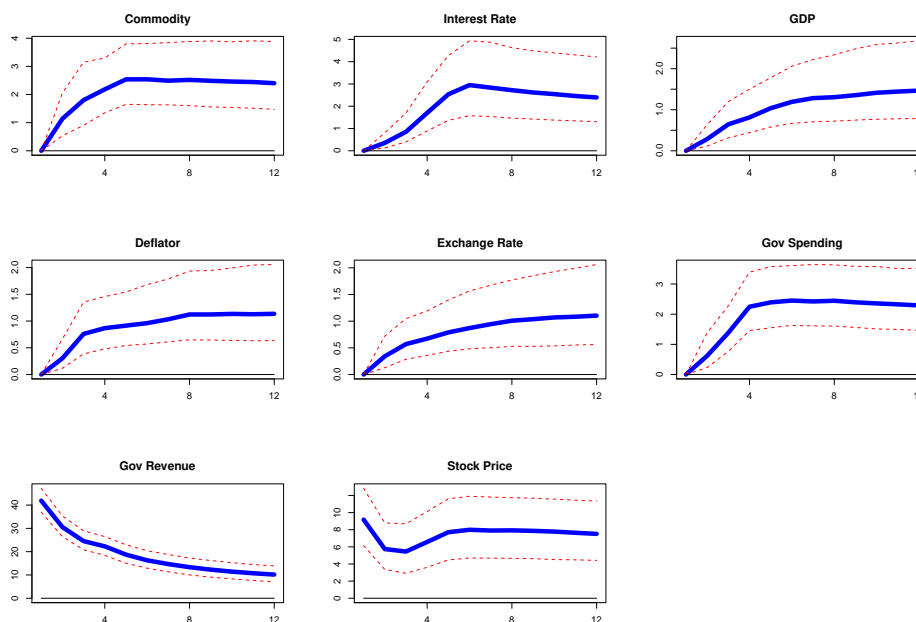 Commodity
0 1 2 3 4
4 8 12
Interest Rate
0 1 2 3 4 5
4 8 12
GDP
0.0 1.0 2.0
4 8 1
Deflator
0.0 0.5 1.0 1.5 2.0
4 8 12
Exchange Rate
0.0 0.5 1.0 1.5 2.0
4 8 12
Gov Spending
0 1 2 3
4 8 1
Gov Revenue
0 10 20 30 40
4 8 12
Stock Price
0 2 4 6 8 10
4 8 12